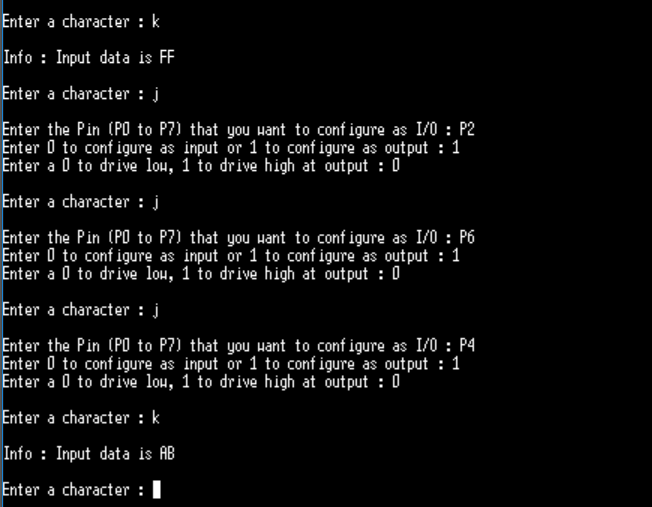 Enter a character : k
Info : Input data is FF
Enter a character : j
Enter the Pin (P0 to P7) that you want to configure as I/O : P2
Enter 0 to configure as input or 1 to configure as output : 1
Enter a 0 to drive low, 1 to drive high at output : 0
Enter a character : j
Enter the Pin (P0 to P7) that you want to configure as I/O : P6
Enter 0 to configure as input or 1 to configure as output : 1
Enter a 0 to drive low, 1 to drive high at output : 0
Enter a character : j
Enter the Pin (P0 to P7) that you want to configure as I/O : P4
Enter 0 to configure as input or 1 to configure as output : 1
Enter a 0 to drive low, 1 to drive high at output : 0
Enter a character : k
Info : Input data is AB
Enter a character :